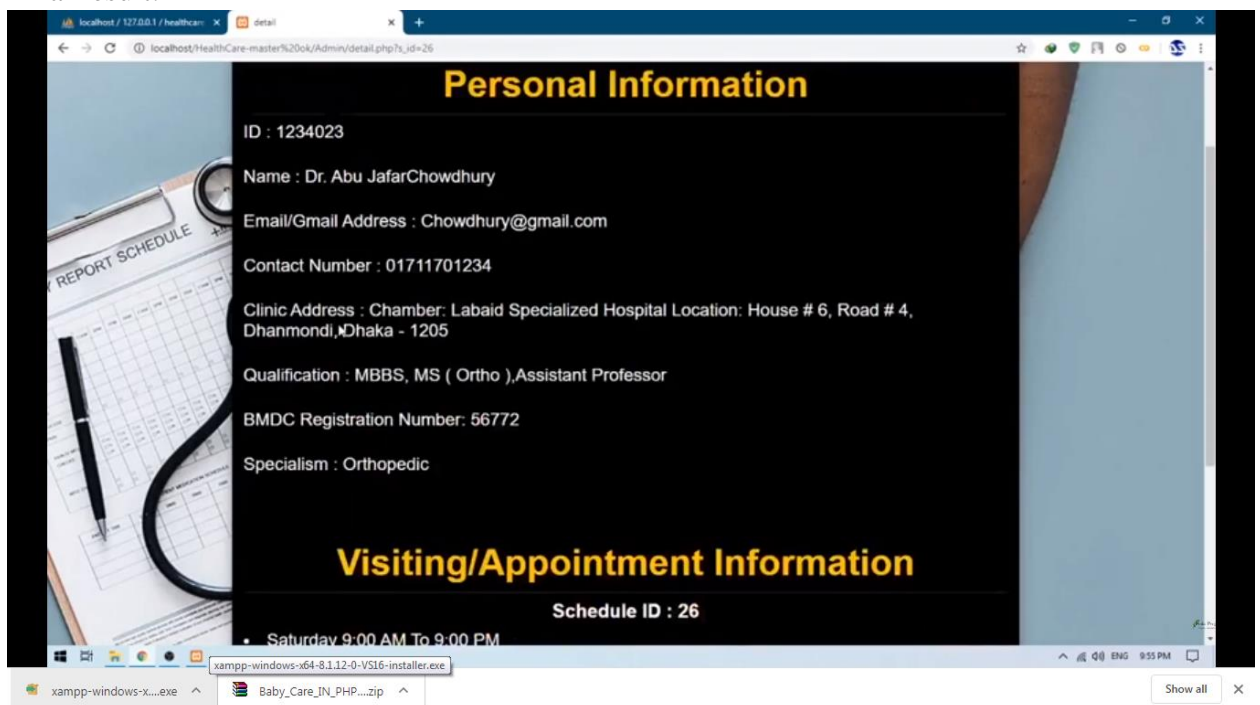 localhost / 127.0.0.1 / healthcare
detail
localhost/HealthCare-master%20ok/Admin/detail.php?s_id=26
Personal Information
ID : 1234023
Name : Dr. Abu JafarChowdhury
Email/Gmail Address : Chowdhury@gmail.com
Contact Number : 01711701234
Clinic Address : Chamber: Labaid Specialized Hospital Location: House # 6, Road # 4,
Dhanmondi,Dhaka - 1205
Qualification : MBBS, MS ( Ortho ),Assistant Professor
BMDC Registration Number: 56772
Specialism : Orthopedic
REPORT SCHEDULE
Visiting/Appointment Information
Schedule ID : 26
• Saturday 9:00 AM To 9:00 PM
xampp-windows-x64-8.1.12-0-VS16-installer.exe
ENG 9:55 PM
xampp-windows-x....exe
Baby_Care_IN_PHP....zip
Show all